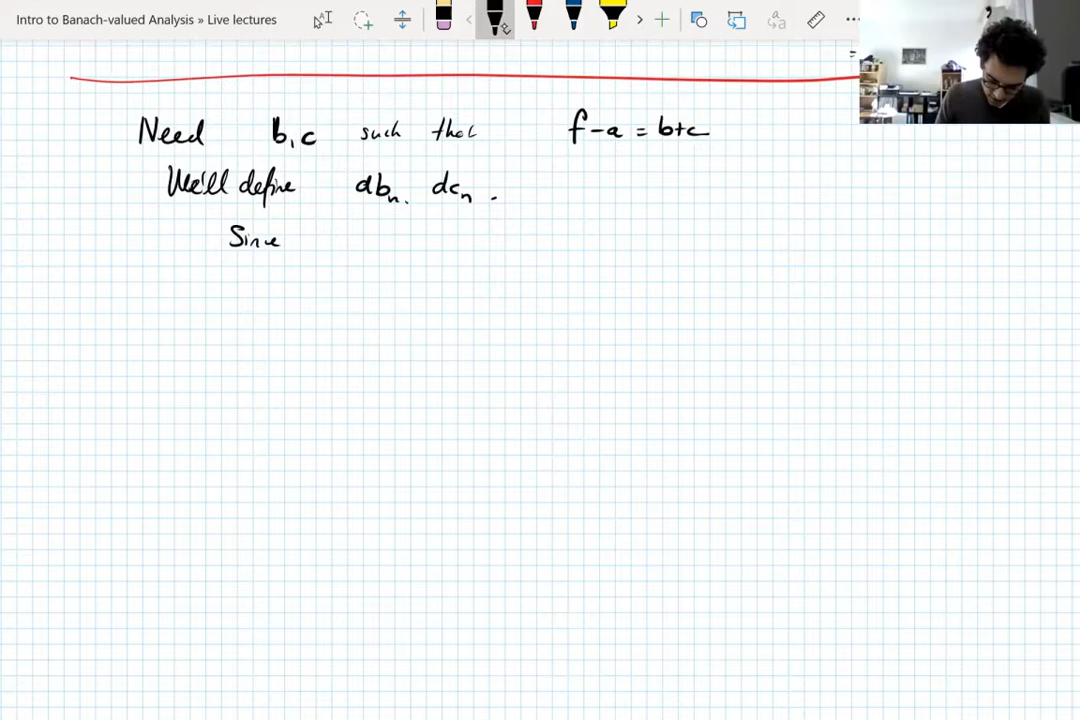 Intro to Banach-valued Analysis » Live lectures
Need b, c such that f-a = b+c
We'll define db_n, dc_n.
Since